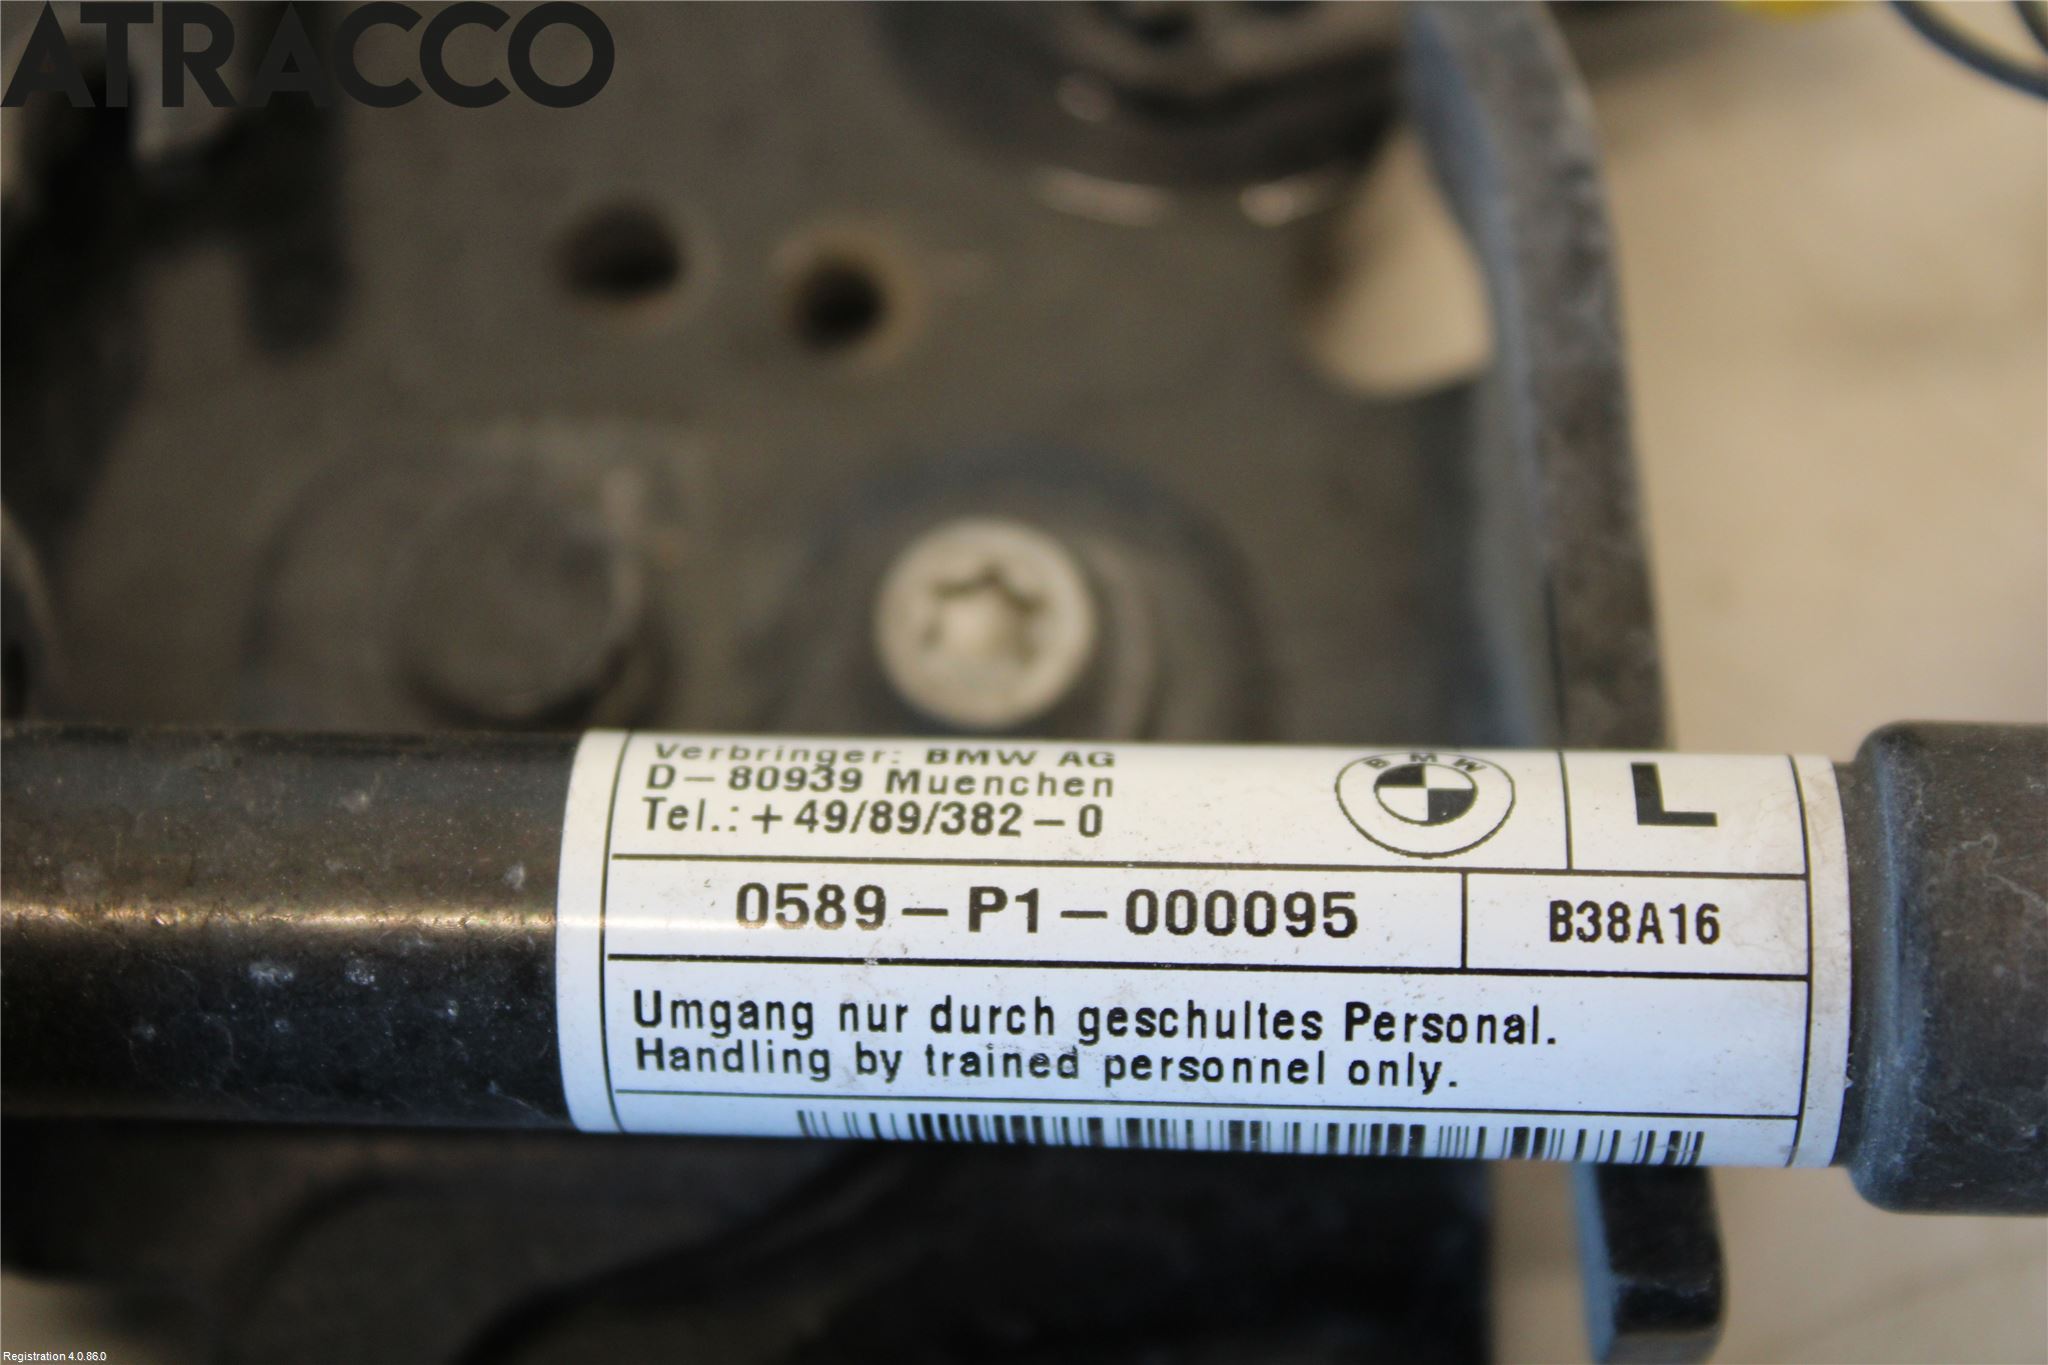 ATRACCO
Verbringer: BMW AG
D-80939 Muenchen
Tel.: +49/89/382-0
BMW
L
0589-P1-000095
B38A16
Umgang nur durch geschultes Personal.
Handling by trained personnel only.
Registration 4.0.86.0